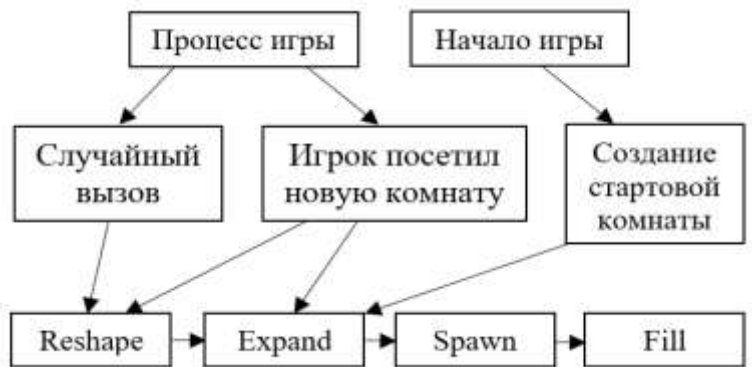 Процесс игры
Начало игры
Случайный
вызов
Игрок посетил
новую комнату
Создание
стартовой
комнаты
Reshape
Expand
Spawn
Fill